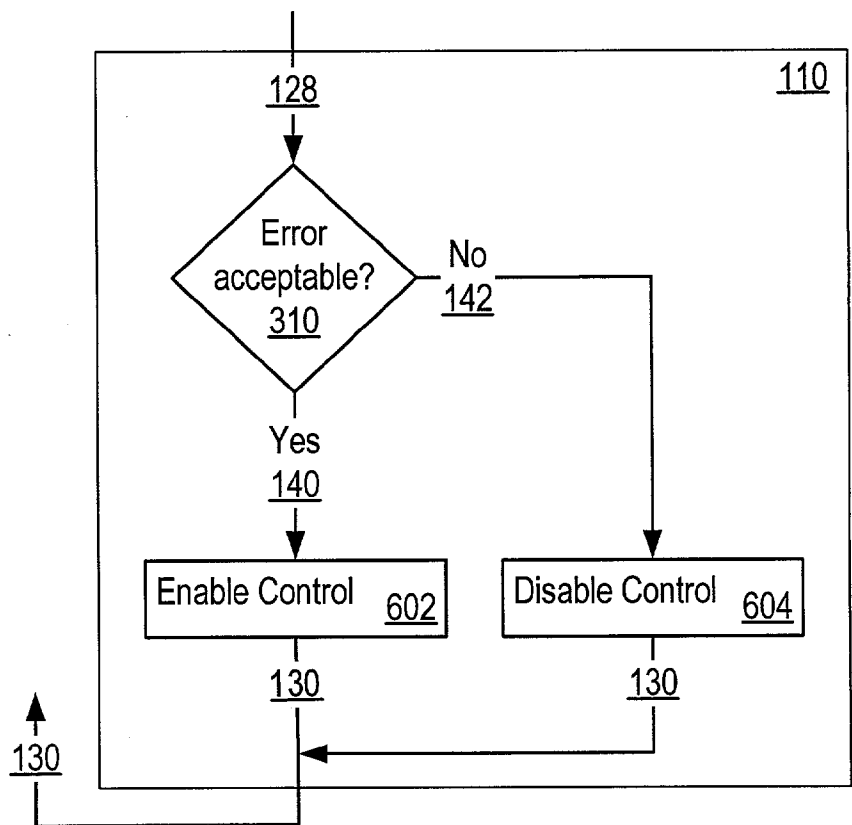 110
128
Error
acceptable?
310
No
142
Yes
140
Enable Control 602
Disable Control 604
130
130
130